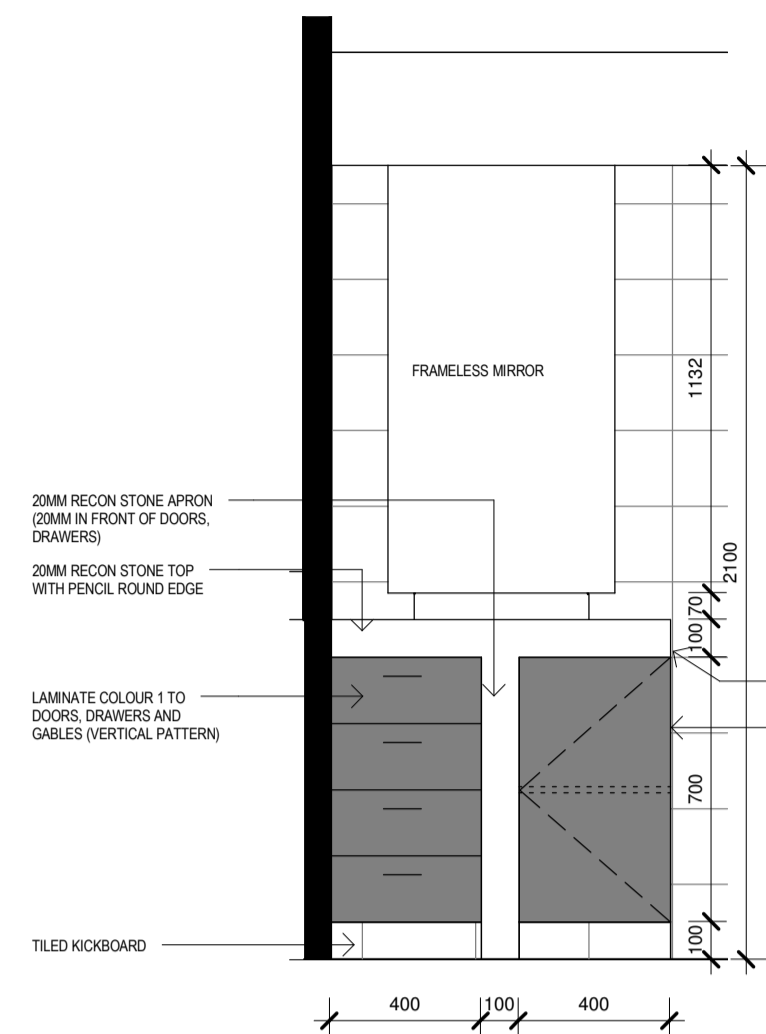 FRAMELESS MIRROR
1132
2100
20MM RECON STONE APRON
(20MM IN FRONT OF DOORS,
DRAWERS)
20MM RECON STONE TOP
WITH PENCIL ROUND EDGE
70
100
LAMINATE COLOUR 1 TO
DOORS, DRAWERS AND
GABLES (VERTICAL PATTERN)
700
TILED KICKBOARD
100
400 100 400